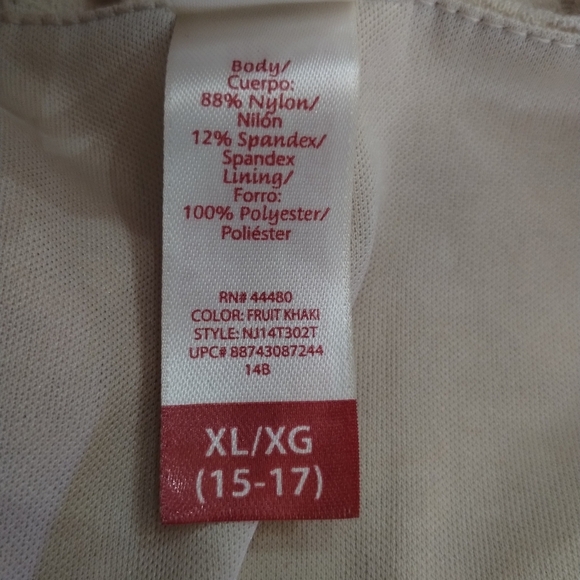 Body/
Cuerpo:
88% Nylon/
Nilón
12% Spandex/
Spandex
Lining/
Forro:
100% Polyester/
Poliéster
RN# 44480
COLOR: FRUIT KHAKI
STYLE: NJ14T302T
UPC# 88743087244
14B
XL/XG
(15-17)